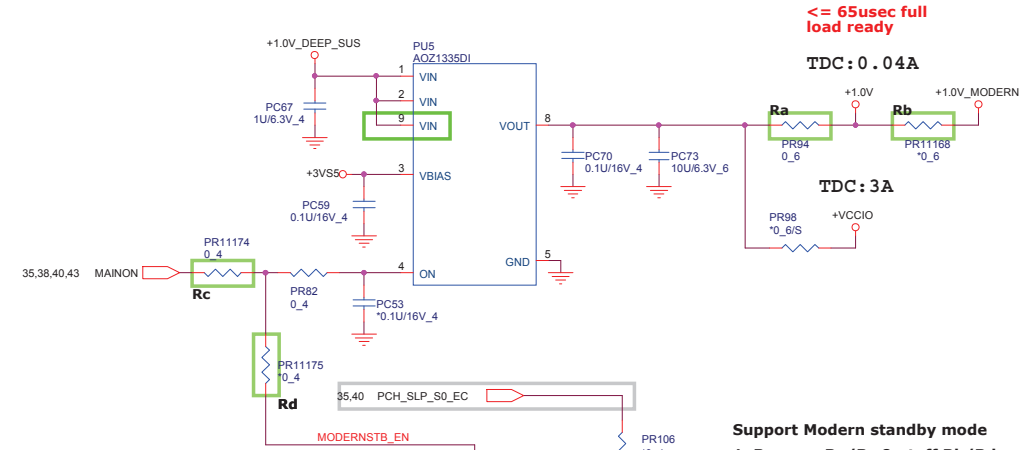 <= 65usec full
load ready
TDC:0.04A
+1.0V_DEEP_SUS
PU5
AOZ1335DI
+1.0V
+1.0V_MODERN
1
VIN
2
VIN
9
VIN
PC67
1U/6.3V_4
VOUT
8
Ra
PR94
0_6
Rb
PR11168
*0_6
PC70
0.1U/16V_4
PC73
10U/6.3V_6
+3VS5
3
VBIAS
TDC:3A
PC59
0.1U/16V_4
PR98
*0_6/S
+VCCIO
PR11174
0_4
35,38,40,43 MAINON
Rc
PR82
0_4
4
ON
GND
5
PC53
*0.1U/16V_4
PR11175
*0_4
Rd
35,40 PCH_SLP_S0_EC
MODERNSTB_EN
PR106
Support Modern standby mode